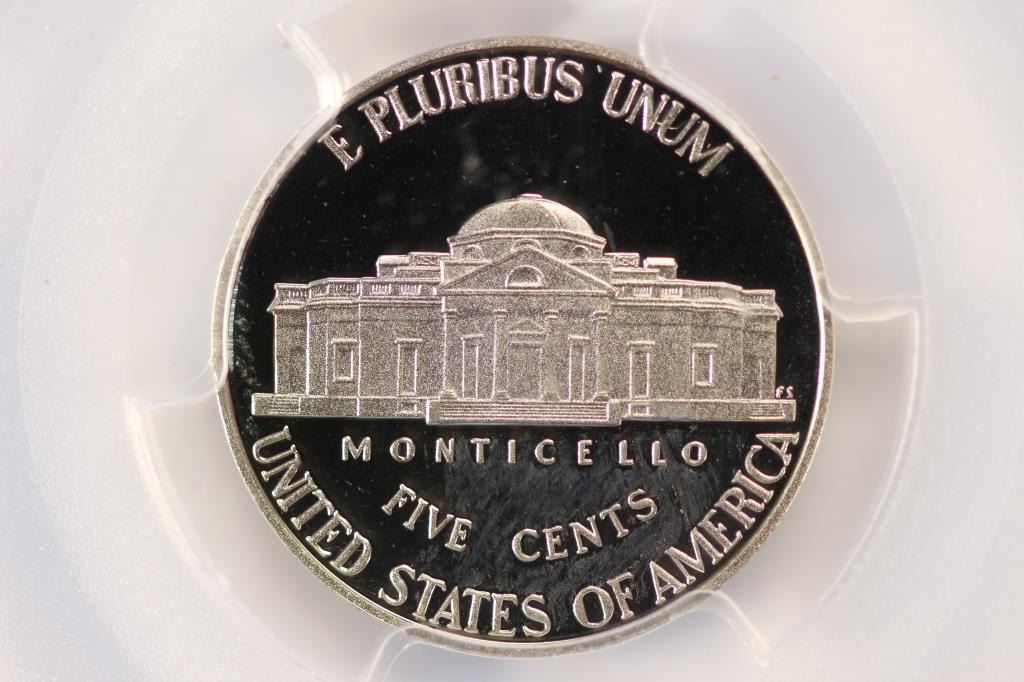 E PLURIBUS UNUM
FS
MONTICELLO
FIVE CENTS
UNITED STATES OF AMERICA